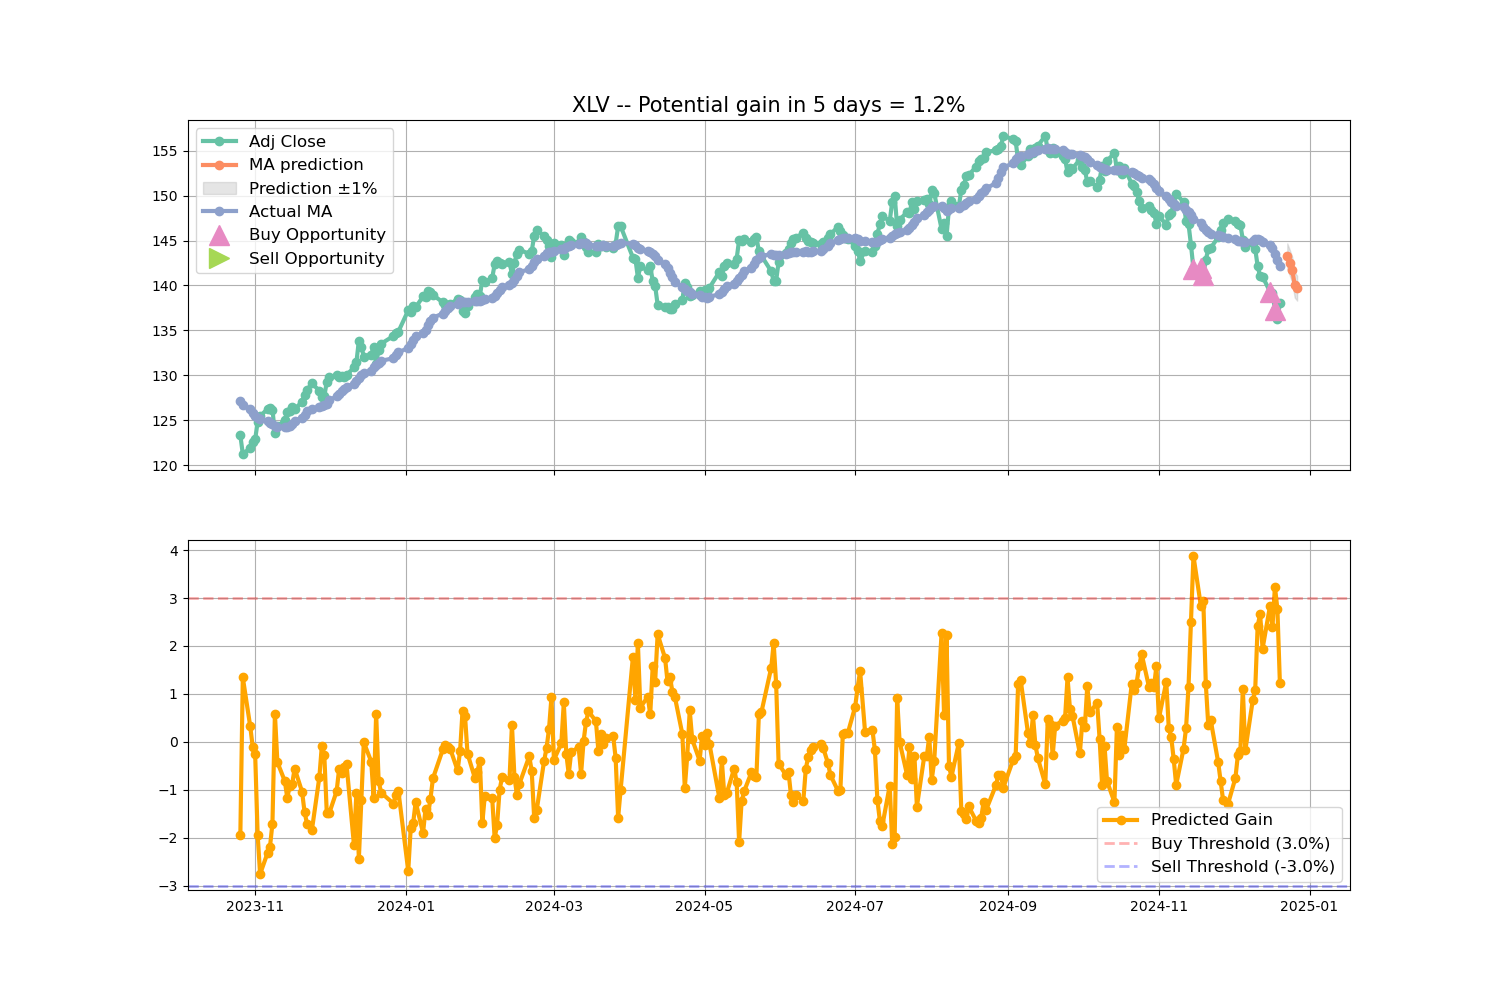 XLV -- Potential gain in 5 days = 1.2%
Adj Close
MA prediction
Prediction ±1%
Actual MA
Buy Opportunity
Sell Opportunity
155
150
145
140
135
130
125
120
4
3
2
1
0
−1
−2
−3
Predicted Gain
Buy Threshold (3.0%)
Sell Threshold (-3.0%)
2023-11
2024-01
2024-03
2024-05
2024-07
2024-09
2024-11
2025-01